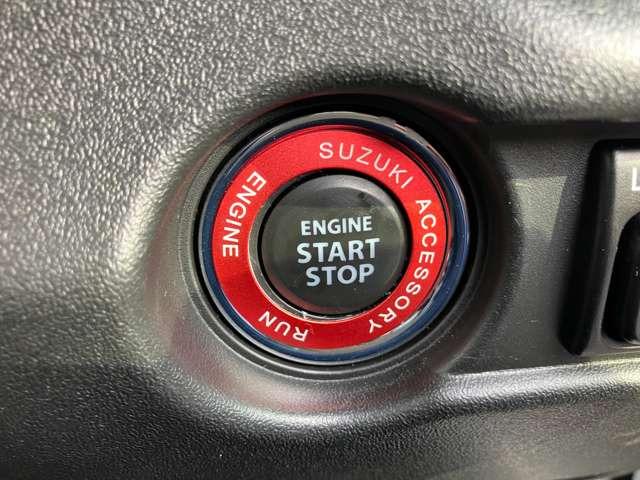 SUZUKI ACCESSORY
RUN
ENGINE
ENGINE
START
STOP
L